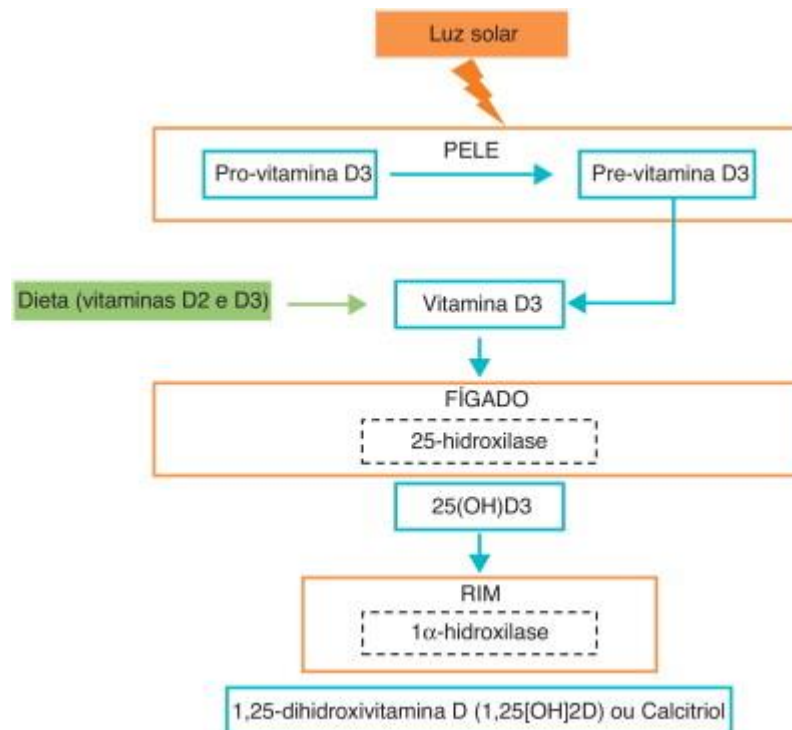 Luz solar
PELE
Pro-vitamina D3
Pre-vitamina D3
Dieta (vitaminas D2 e D3)
Vitamina D3
FÍGADO
25-hidroxilase
25(OH)D3
RIM
1α-hidroxilase
1,25-dihidroxivitamina D (1,25[OH]2D) ou Calcitriol